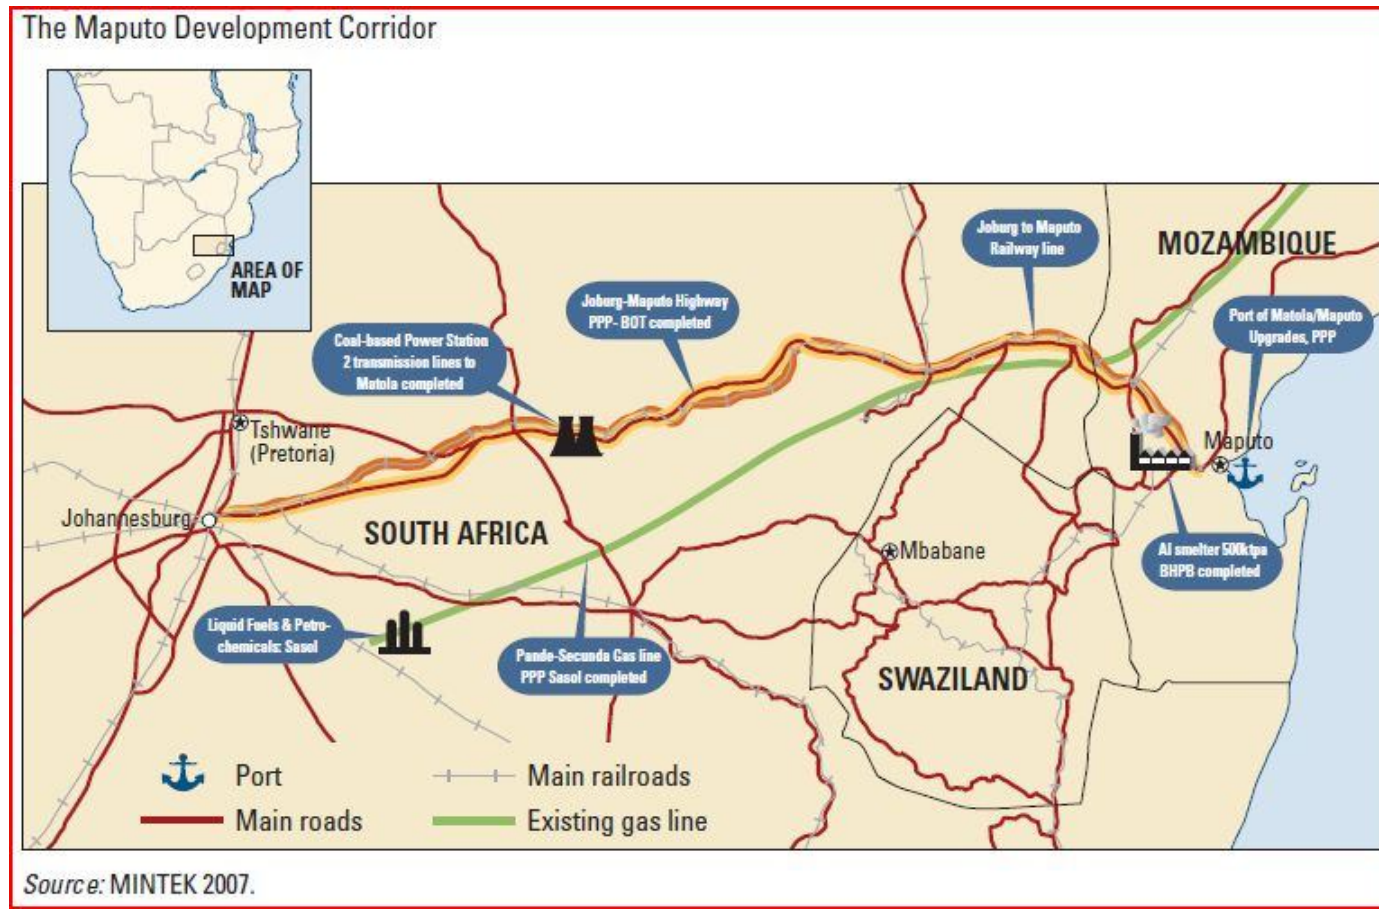 The Maputo Development Corridor
AREA OF
MAP
Joburg to Maputo
Railway line
MOZAMBIQUE
Joburg-Maputo Highway
PPP- BOT completed
Port of Matola/Maputo
Upgrades, PPP
Coal-based Power Station
2 transmission lines to
Matola completed
Tshwane
(Pretoria)
Maputo
Johannesburg
SOUTH AFRICA
Mbabane
Al smelter 500ktpa
BHPB completed
Liquid Fuels & Petro-
chemicals: Sasol
Pande-Secunda Gas line
PPP Sasol completed
SWAZILAND
Port
Main railroads
Main roads
Existing gas line
Source: MINTEK 2007.